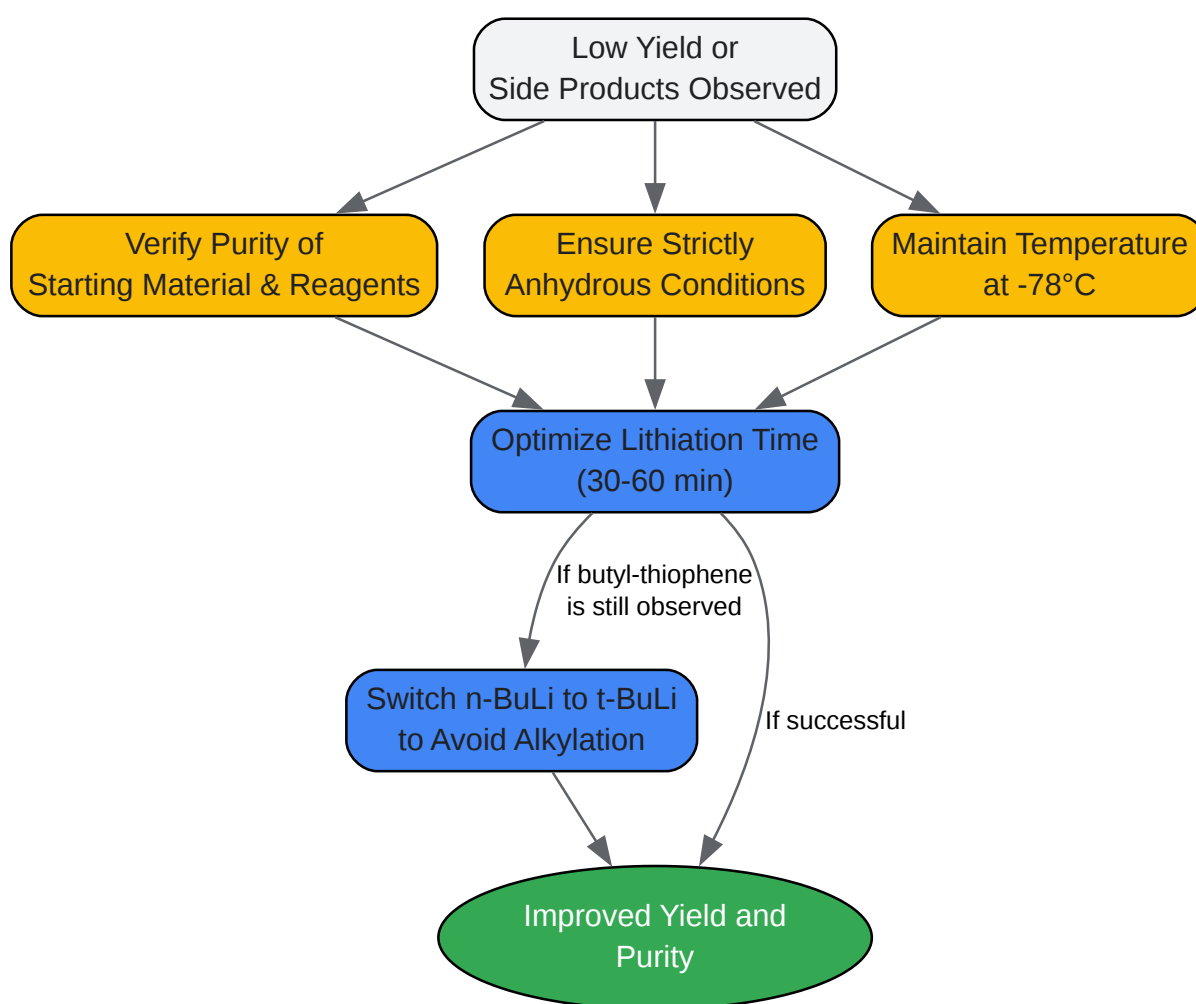 Low Yield or
Side Products Observed
Verify Purity of
Starting Material & Reagents
Ensure Strictly
Anhydrous Conditions
Maintain Temperature
at -78°C
Optimize Lithiation Time
(30-60 min)
If butyl-thiophene
is still observed
Switch n-BuLi to t-BuLi
to Avoid Alkylation
If successful
Improved Yield and
Purity